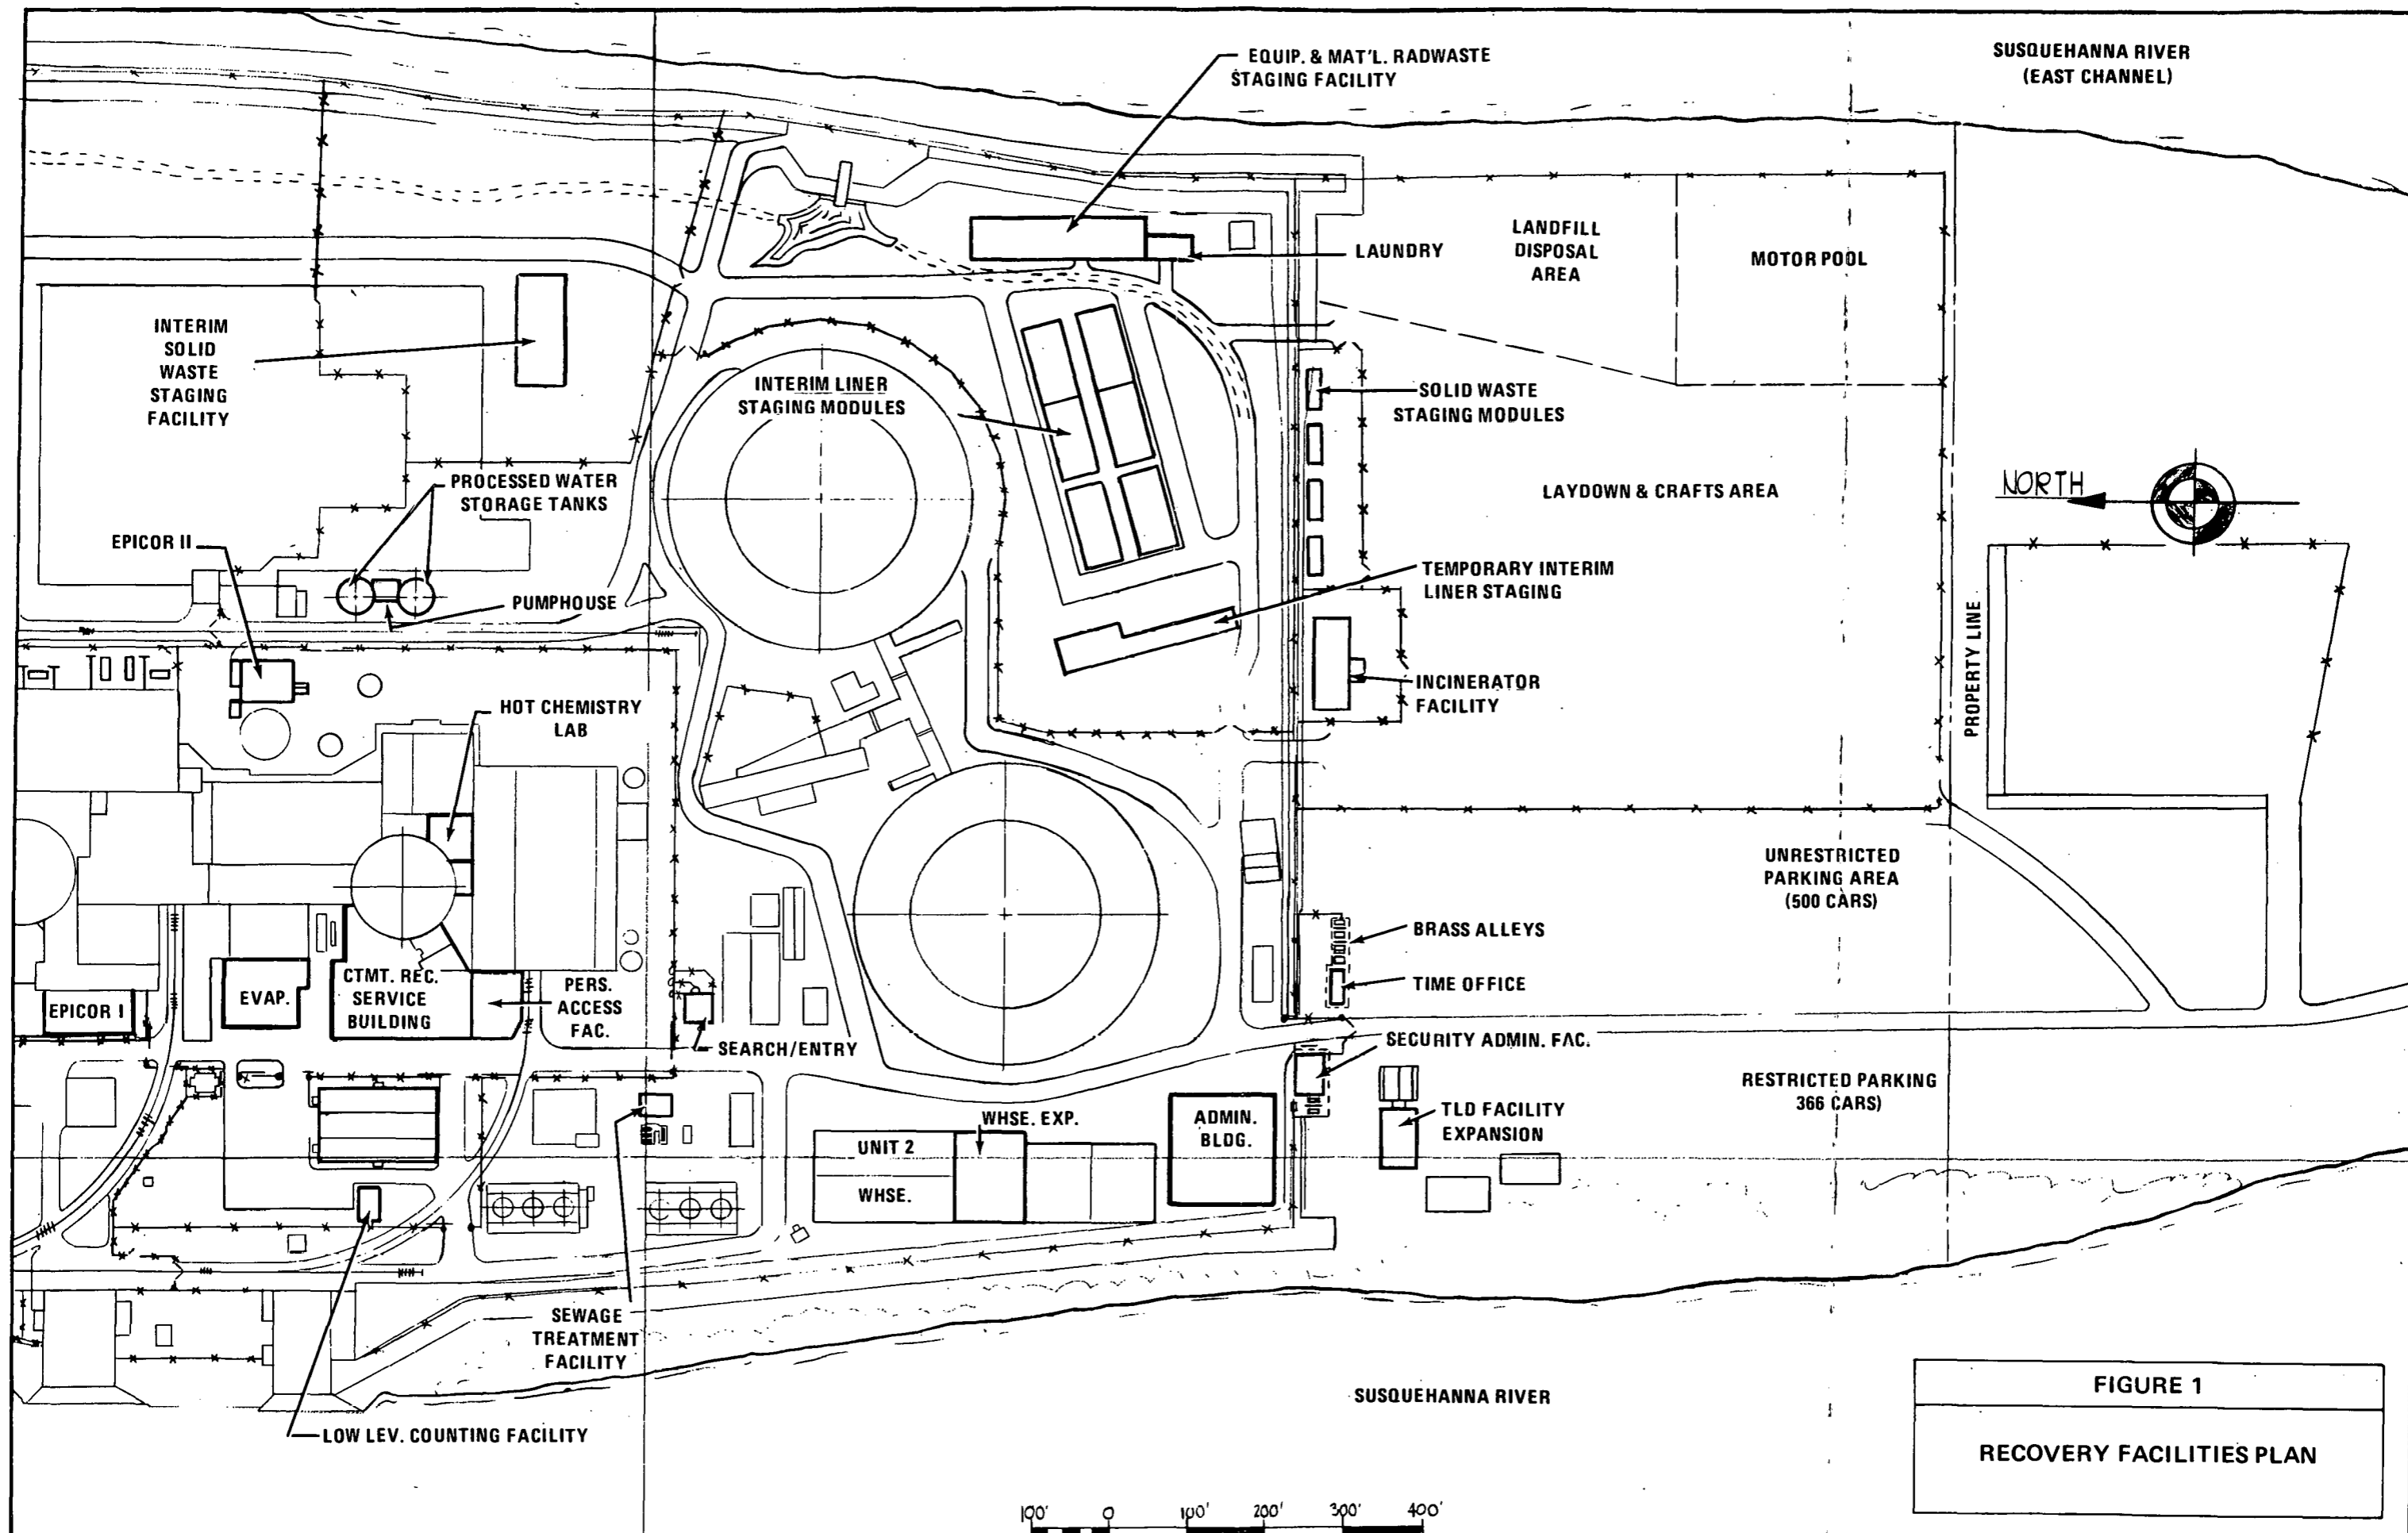 SUSQUEHANNA RIVER
(EAST CHANNEL)
EQUIP. & MAT'L. RADWASTE
STAGING FACILITY
LANDFILL
DISPOSAL
AREA
MOTOR POOL
LAUNDRY
INTERIM
SOLID
WASTE
STAGING
FACILITY
INTERIM LINER
STAGING MODULES
SOLID WASTE
STAGING MODULES
PROCESSED WATER
STORAGE TANKS
LAYDOWN & CRAFTS AREA
NORTH
EPICOR II
PUMPHOUSE
TEMPORARY INTERIM
LINER STAGING
PROPERTY LINE
INCINERATOR
FACILITY
HOT CHEMISTRY
LAB
UNRESTRICTED
PARKING AREA
(500 CARS)
BRASS ALLEYS
TIME OFFICE
EPICOR I
EVAP.
CTMT. REC.
SERVICE
BUILDING
PERS.
ACCESS
FAC.
SEARCH/ENTRY
SECURITY ADMIN. FAC.
RESTRICTED PARKING
366 CARS)
TLD FACILITY
EXPANSION
WHSE. EXP.
ADMIN.
BLDG.
UNIT 2
WHSE.
SEWAGE
TREATMENT
FACILITY
LOW LEV. COUNTING FACILITY
SUSQUEHANNA RIVER
FIGURE 1
RECOVERY FACILITIES PLAN
100' 0 100' 200' 300' 400'